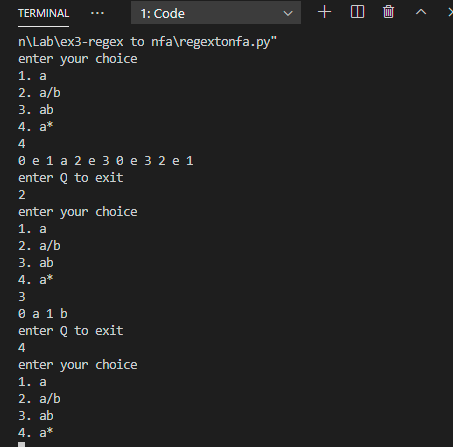 TERMINAL ... 1: Code
n\Lab\ex3-regex to nfa\regextonfa.py"
enter your choice
1. a
2. a/b
3. ab
4. a*
4
0 e 1 a 2 e 3 0 e 3 2 e 1
enter Q to exit
2
enter your choice
1. a
2. a/b
3. ab
4. a*
3
0 a 1 b
enter Q to exit
4
enter your choice
1. a
2. a/b
3. ab
4. a*